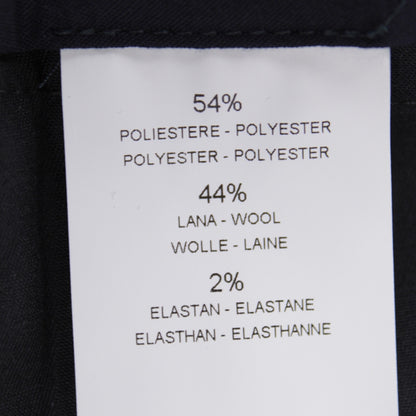 54%
POLIESTERE - POLYESTER
POLYESTER - POLYESTER
44%
LANA - WOOL
WOLLE - LAINE
2%
ELASTAN - ELASTANE
ELASTHAN - ELASTHANNE